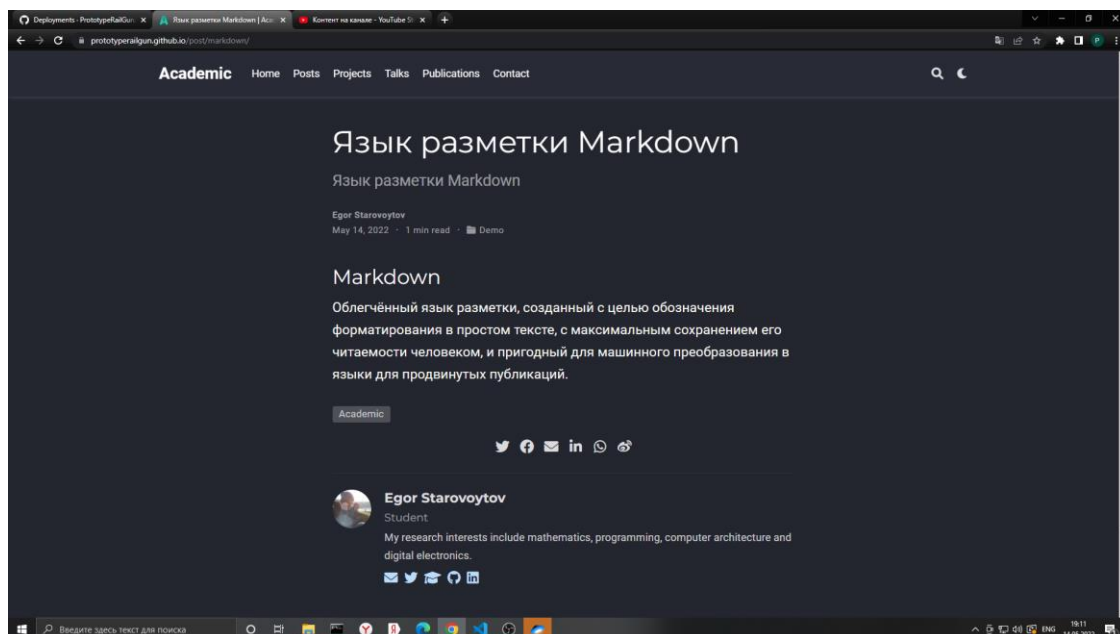 Deployments · PrototypeRailGun
Язык разметки Markdown | Aca
Контент на канале - YouTube St
prototyperailgun.github.io/post/markdown/
Academic Home Posts Projects Talks Publications Contact
Язык разметки Markdown
Язык разметки Markdown
Egor Starovoytov
May 14, 2022 · 1 min read · Demo
Markdown
Облегчённый язык разметки, созданный с целью обозначения
форматирования в простом тексте, с максимальным сохранением его
читаемости человеком, и пригодный для машинного преобразования в
языки для продвинутых публикаций.
Academic
Egor Starovoytov
Student
My research interests include mathematics, programming, computer architecture and
digital electronics.
Введите здесь текст для поиска
ENG
19:11
14.05.2022